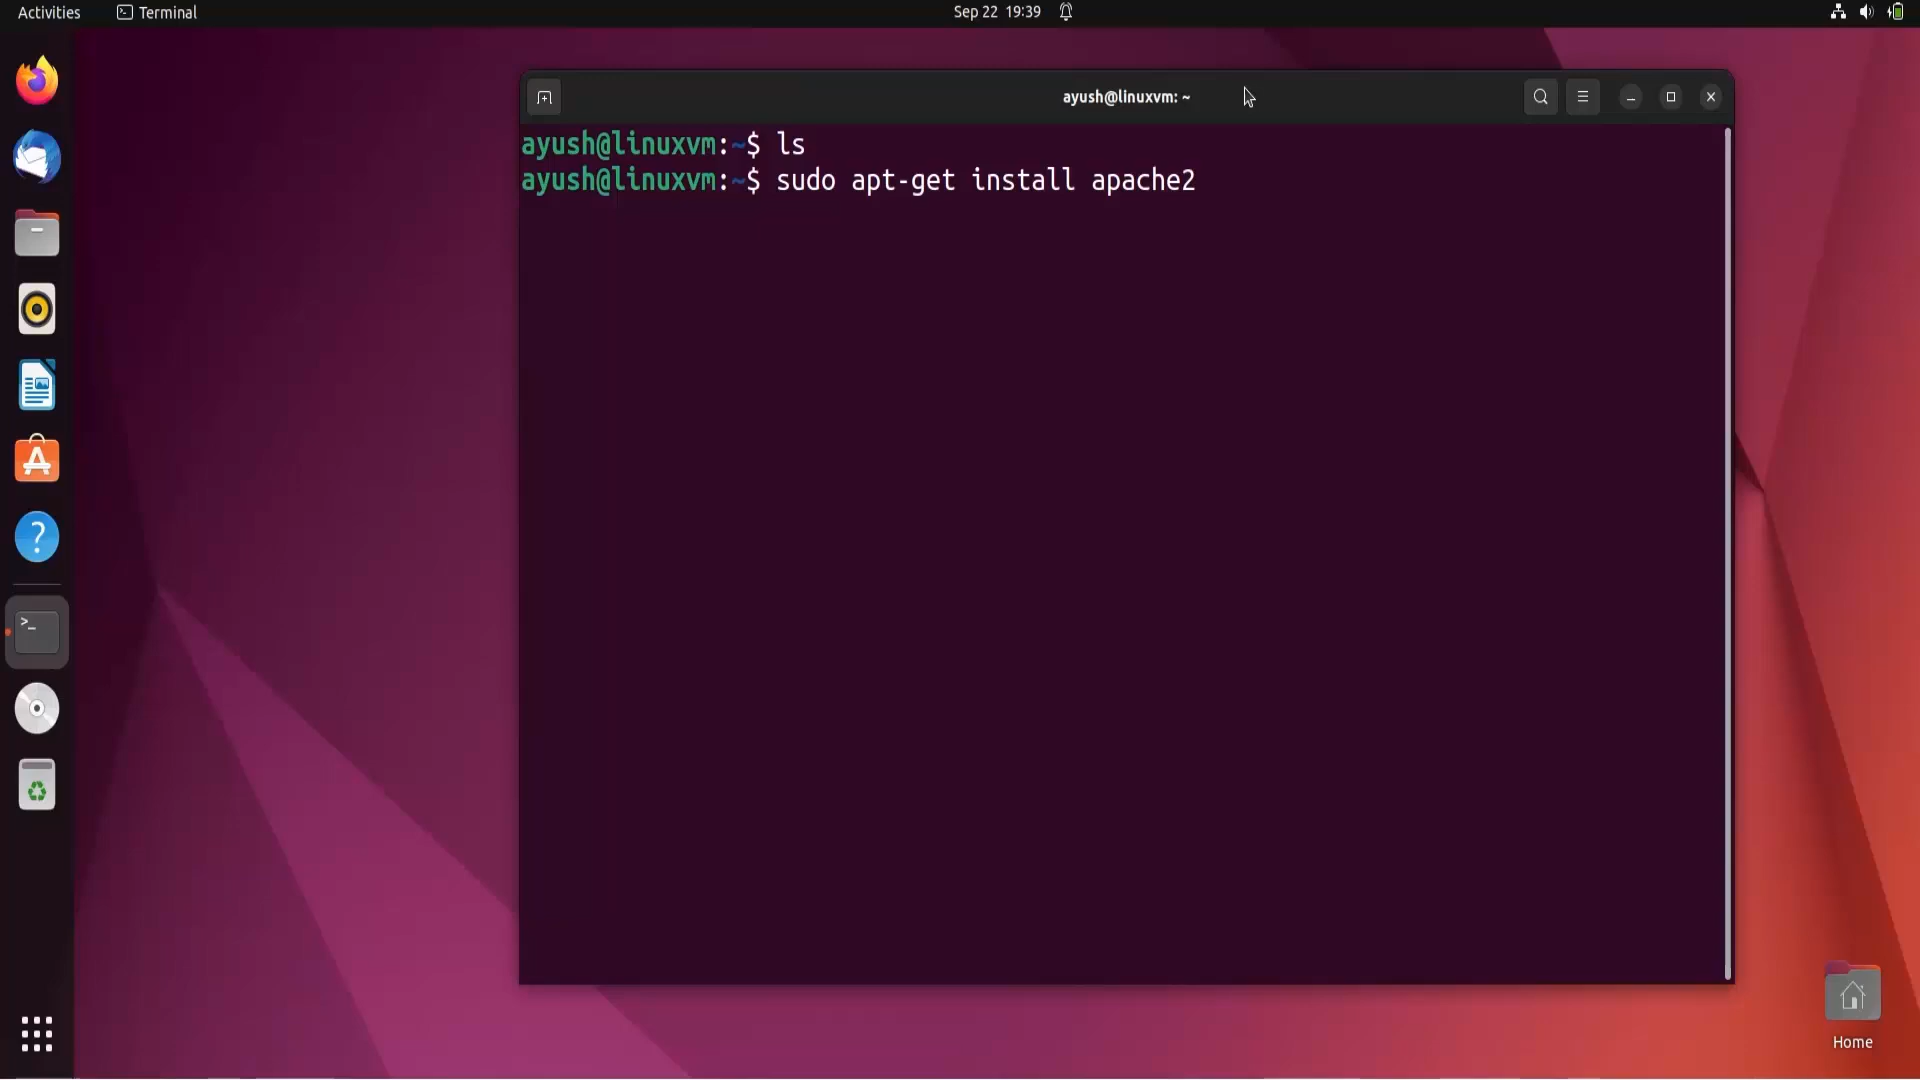 Activities Terminal Sep 22 19:39
ayush@linuxvm: ~
ayush@linuxvm:~$ ls
ayush@linuxvm:~$ sudo apt-get install apache2
Home